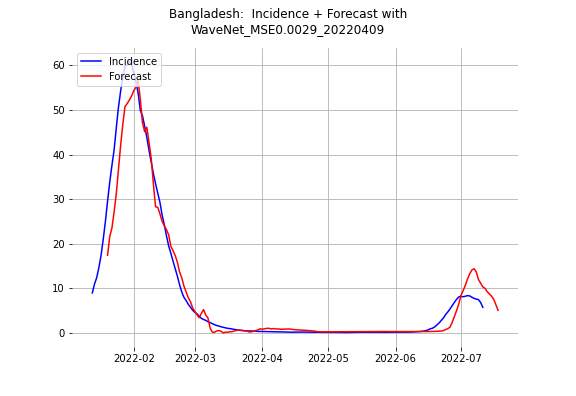 Bangladesh:  Incidence + Forecast with
WaveNet_MSE0.0029_20220409
Incidence
Forecast
60
50
40
30
20
10
0
2022-02 2022-03 2022-04 2022-05 2022-06 2022-07